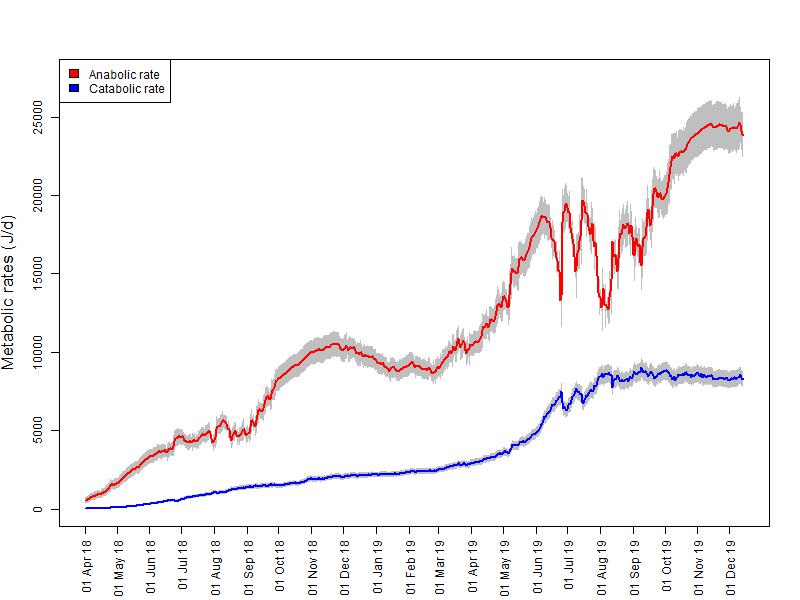 Anabolic rate
Catabolic rate
Metabolic rates (J/d)
25000
20000
15000
10000
5000
0
01 Apr 18
01 May 18
01 Jun 18
01 Jul 18
01 Aug 18
01 Sep 18
01 Oct 18
01 Nov 18
01 Dec 18
01 Jan 19
01 Feb 19
01 Mar 19
01 Apr 19
01 May 19
01 Jun 19
01 Jul 19
01 Aug 19
01 Sep 19
01 Oct 19
01 Nov 19
01 Dec 19